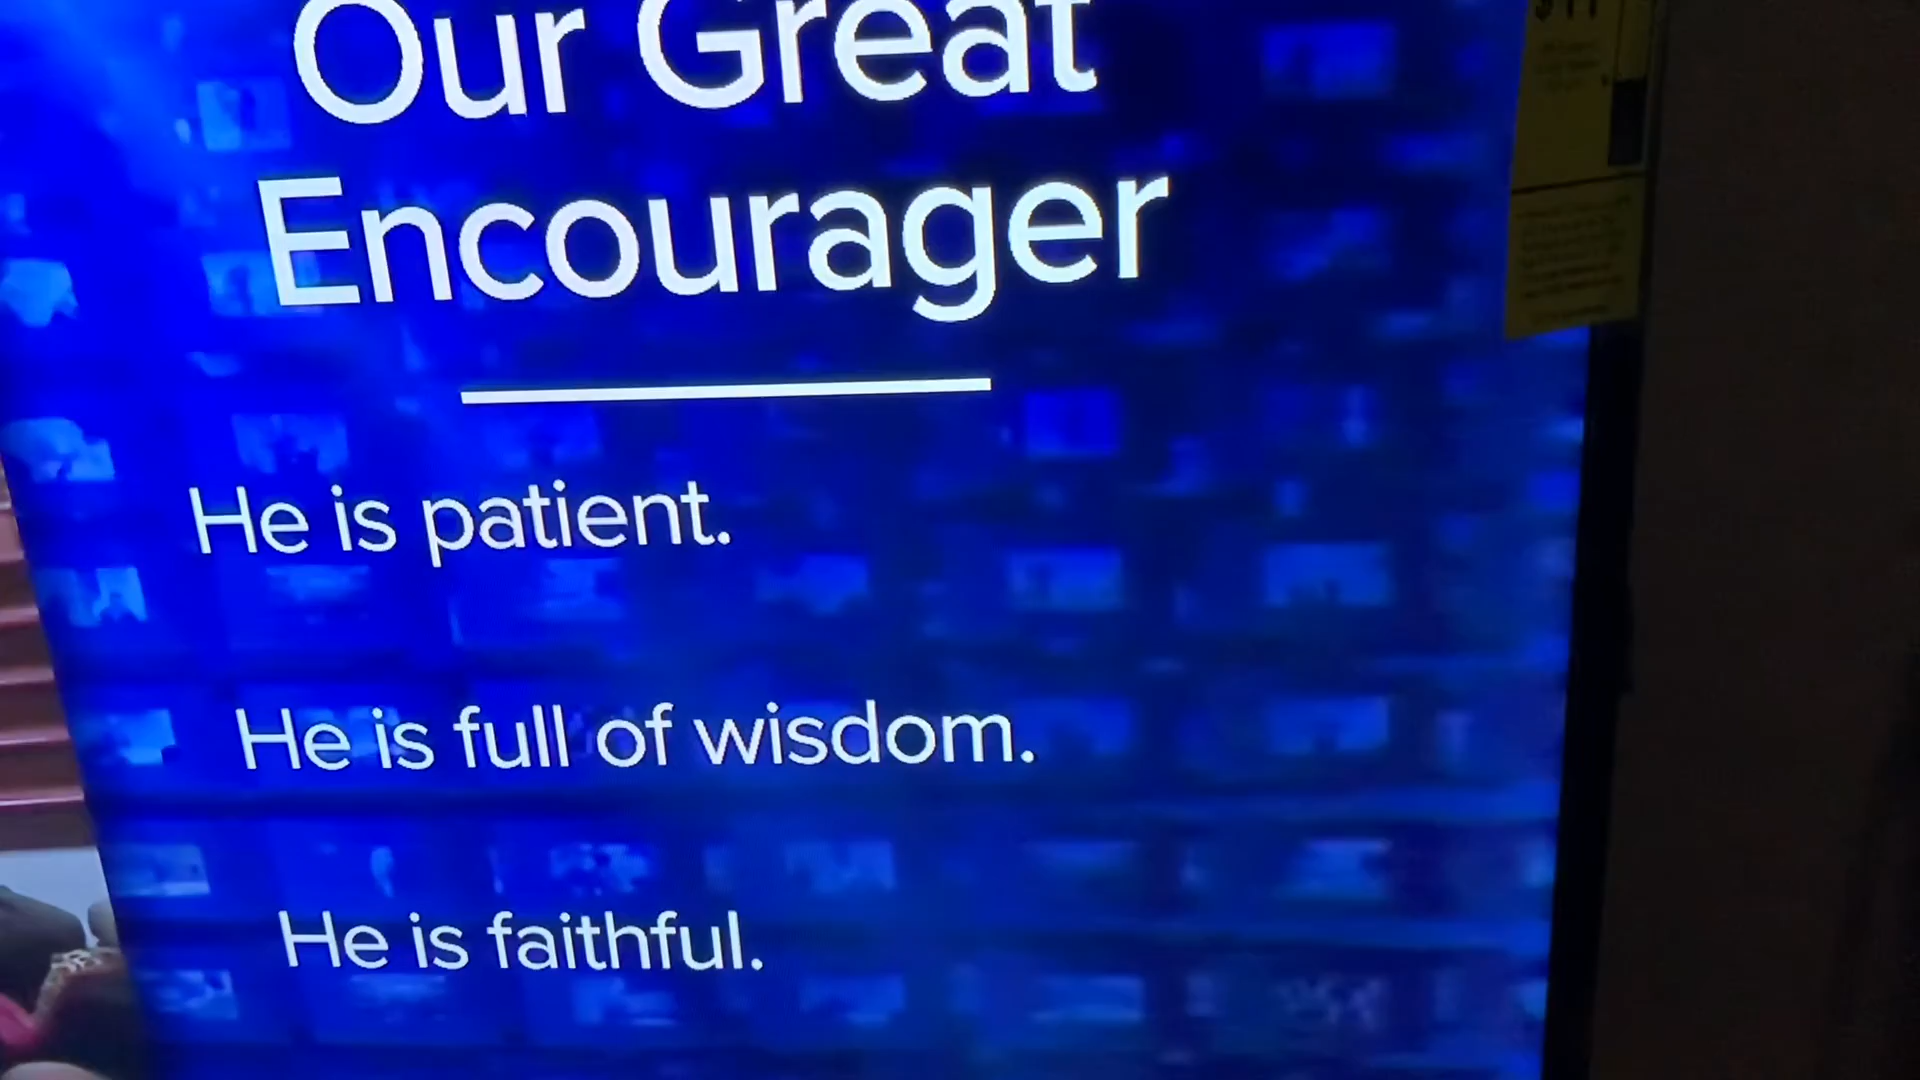 Our Great
Encourager
He is patient.
He is full of wisdom.
He is faithful.